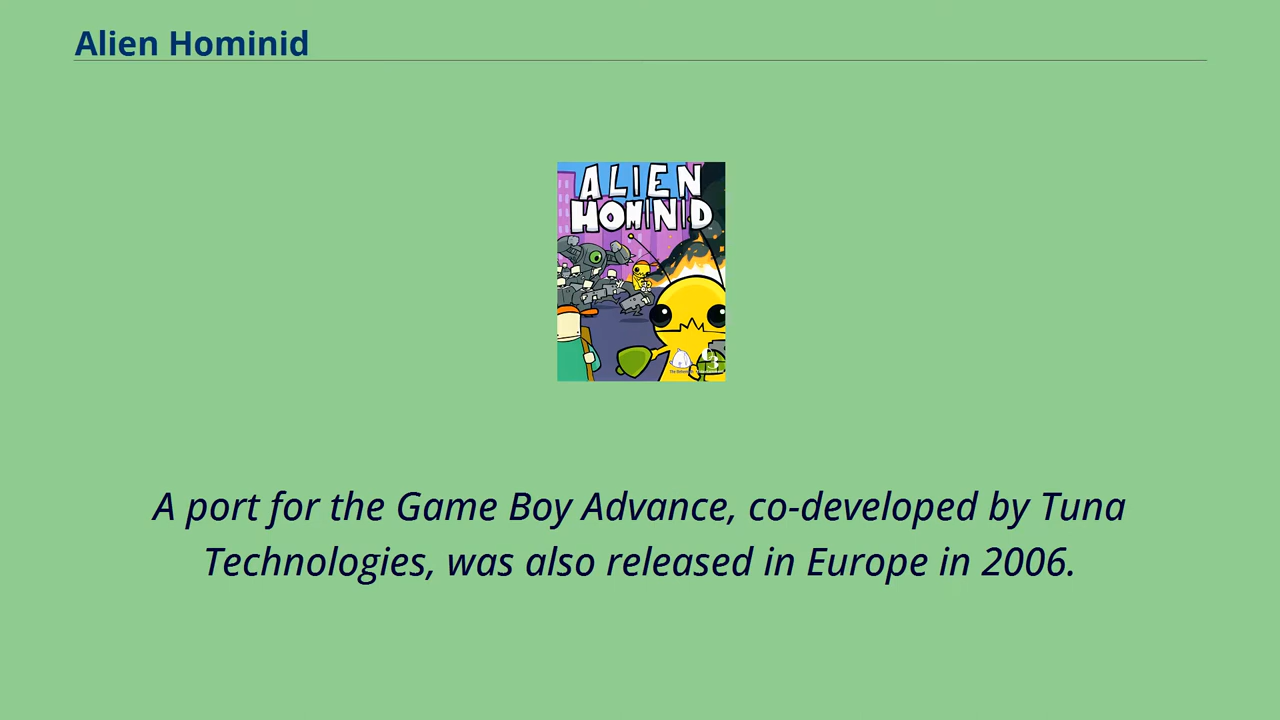 Alien Hominid
ALIEN
HOMINID
A port for the Game Boy Advance, co-developed by Tuna
Technologies, was also released in Europe in 2006.